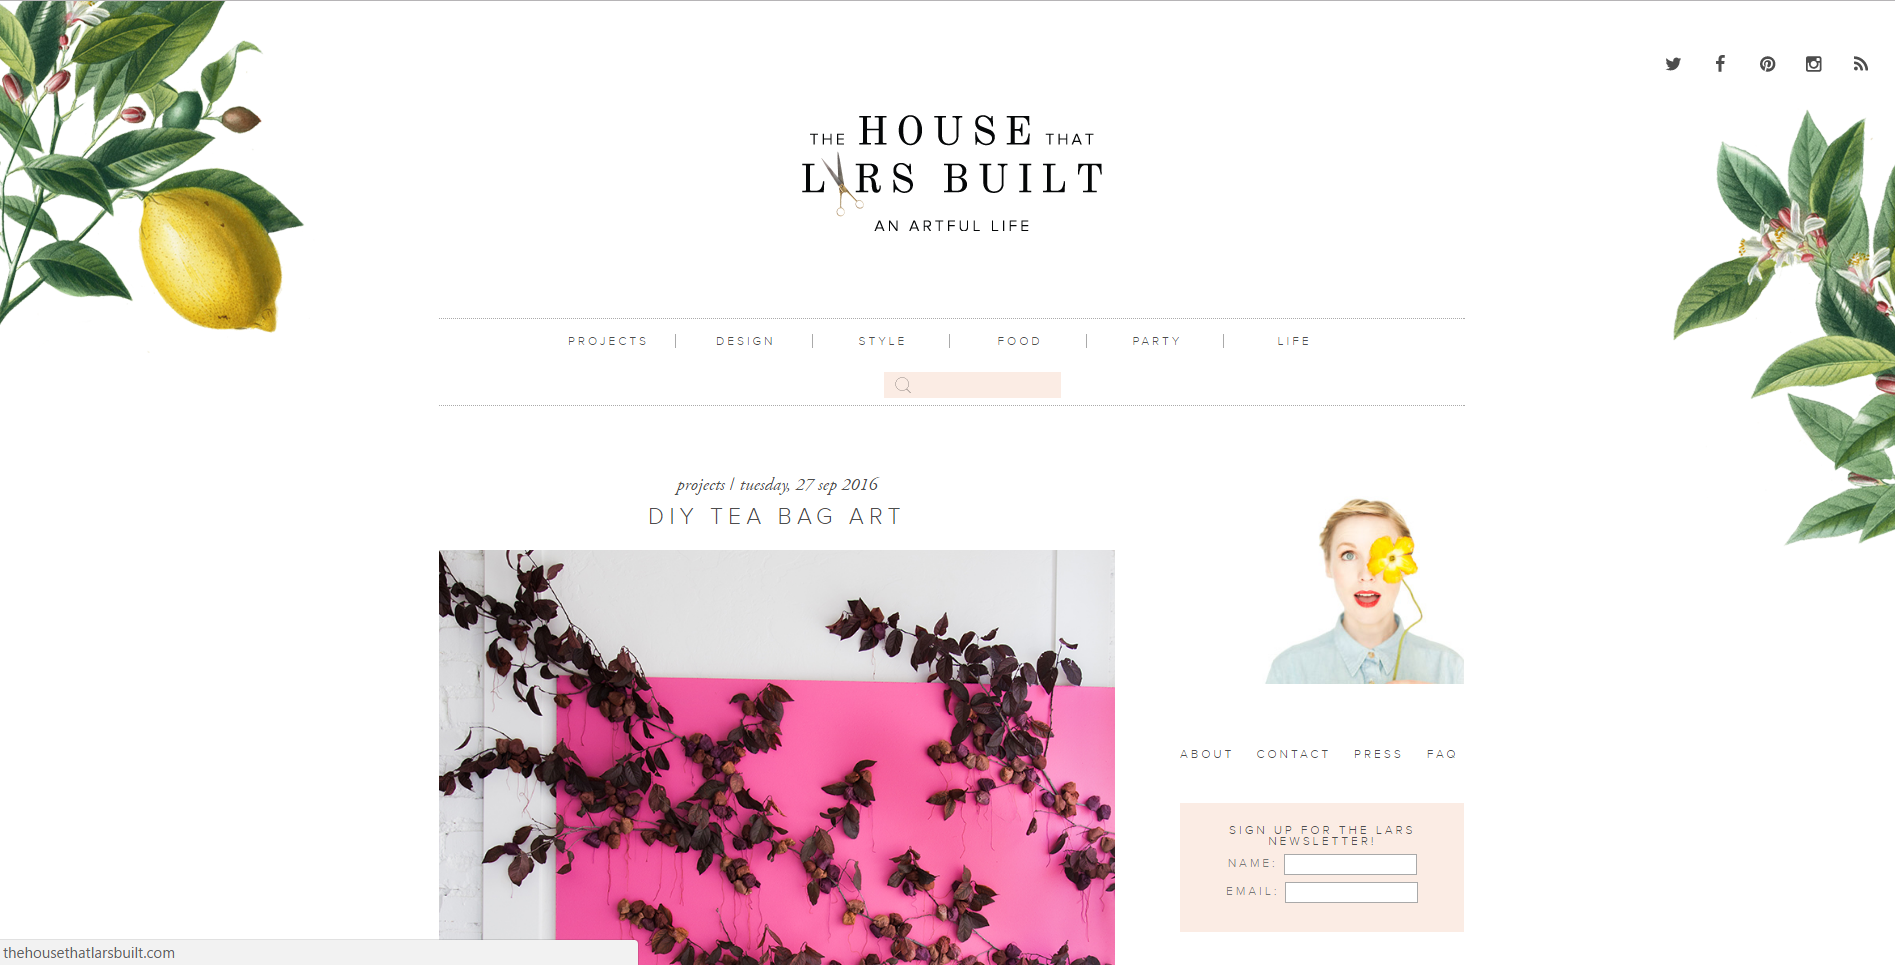 THE HOUSE THAT
LARS BUILT
AN ARTFUL LIFE
PROJECTS
DESIGN
STYLE
FOOD
PARTY
LIFE
projects | tuesday, 27 sep 2016
DIY TEA BAG ART
ABOUT CONTACT PRESS FAQ
SIGN UP FOR THE LARS
NEWSLETTER!
NAME:
EMAIL:
thehousethatlarsbuilt.com